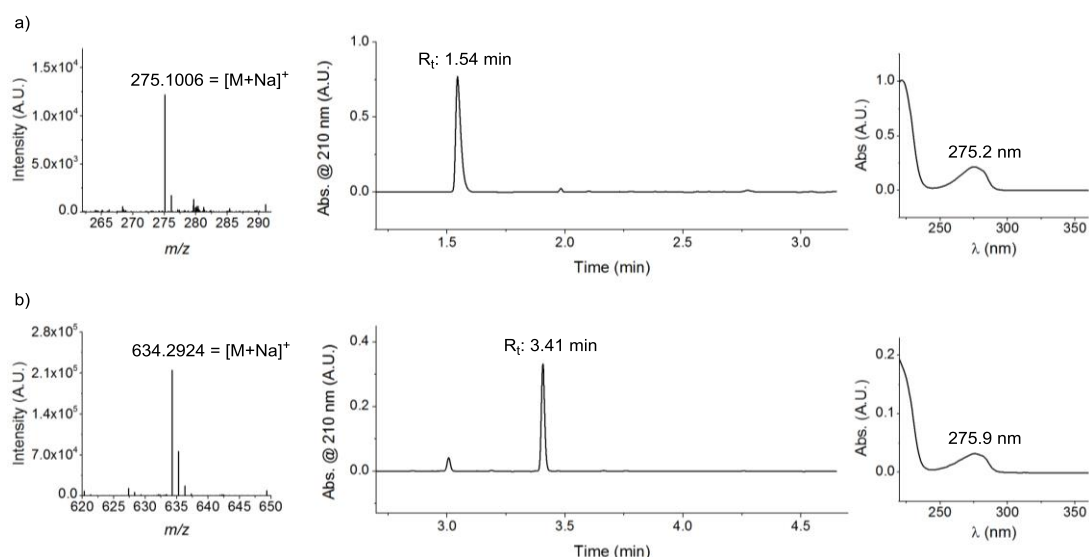 a)
275.1006 = [M+Na]⁺
Intensity (A.U.)
1.5x10⁴
1.0x10⁴
5.0x10³
0.0
265 270 275 280 285 290
m/z
Rₜ: 1.54 min
Abs. @ 210 nm (A.U.)
1.0
0.5
0.0
1.5 2.0 2.5 3.0
Time (min)
275.2 nm
Abs (A.U.)
1.0
0.5
0.0
250 300 350
λ (nm)
b)
634.2924 = [M+Na]⁺
Intensity (A.U.)
2.8x10⁵
2.1x10⁵
1.4x10⁵
7.0x10⁴
0.0
620 625 630 635 640 645 650
m/z
Rₜ: 3.41 min
Abs. @ 210 nm (A.U.)
0.4
0.2
0.0
3.0 3.5 4.0 4.5
Time (min)
275.9 nm
Abs. (A.U.)
0.2
0.1
0.0
250 300 350
λ (nm)